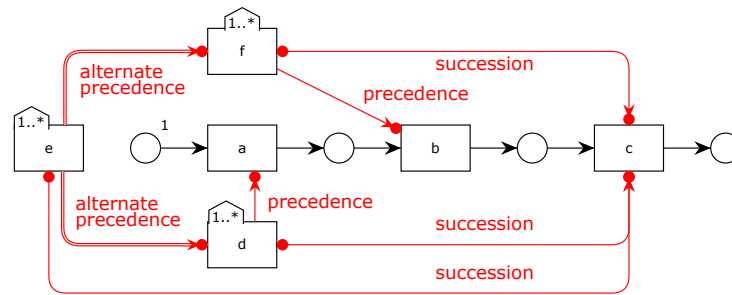 1..*
f
succession
alternate
precedence
precedence
1..*
e
1
a
b
c
alternate
precedence
precedence
1..*
d
succession
succession